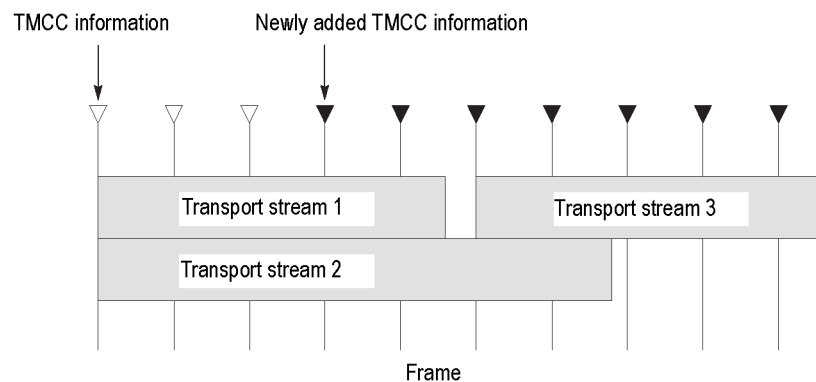 TMCC information
Newly added TMCC information
Transport stream 1
Transport stream 3
Transport stream 2
Frame